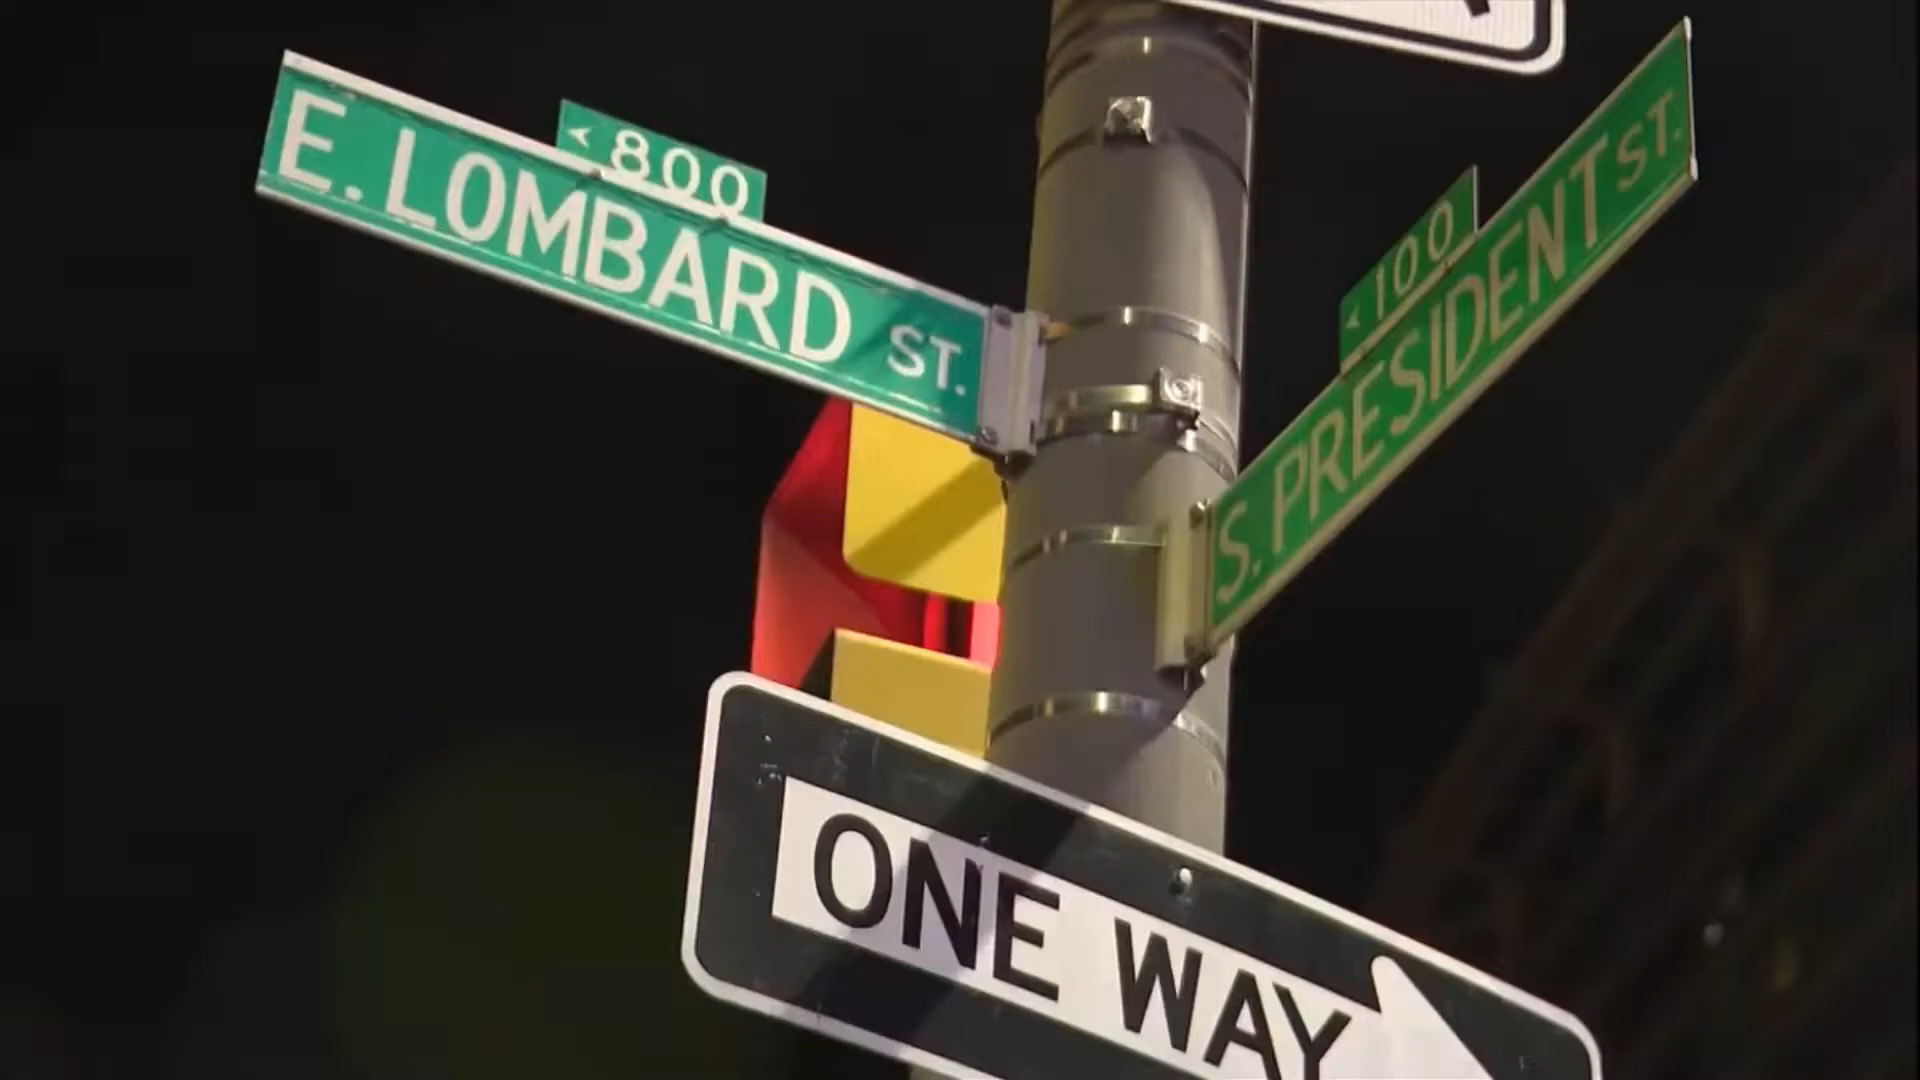 < 800
E. LOMBARD ST.
< 100
S. PRESIDENT ST.
ONE WAY